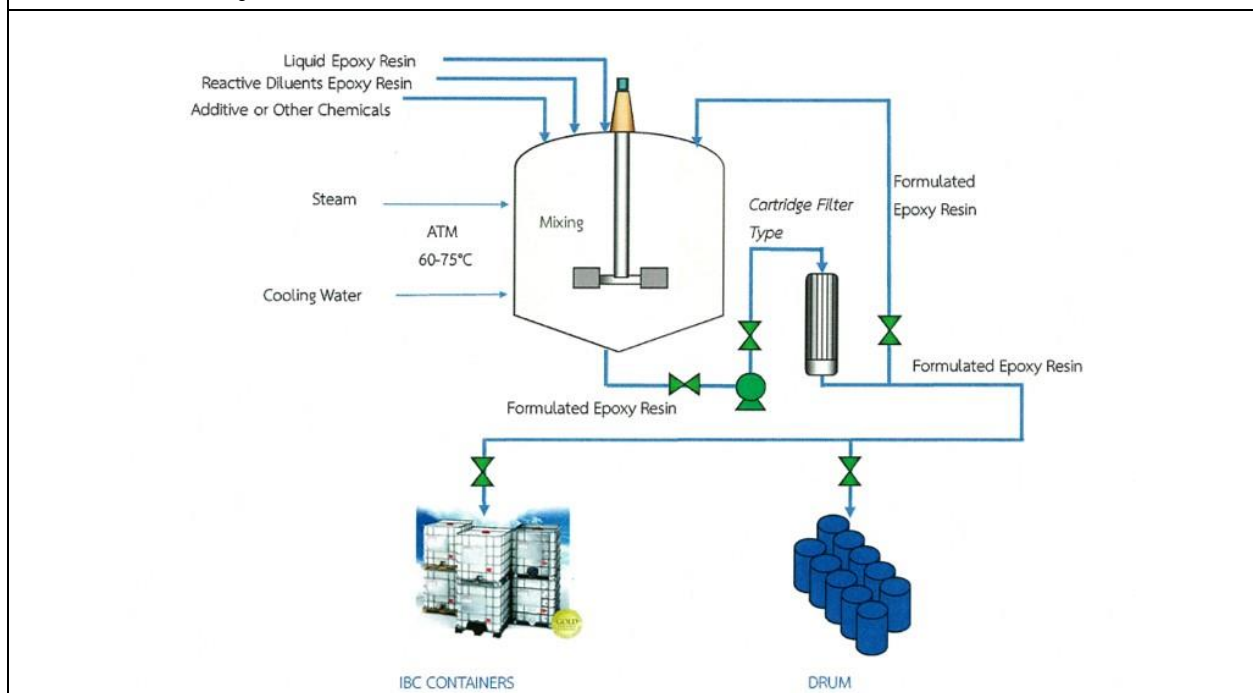 Liquid Epoxy Resin
Reactive Diluents Epoxy Resin
Additive or Other Chemicals
Steam
ATM
60-75°C
Cooling Water
Mixing
Cartridge Filter
Type
Formulated
Epoxy Resin
Formulated Epoxy Resin
Formulated Epoxy Resin
GOLD
IBC CONTAINERS
DRUM